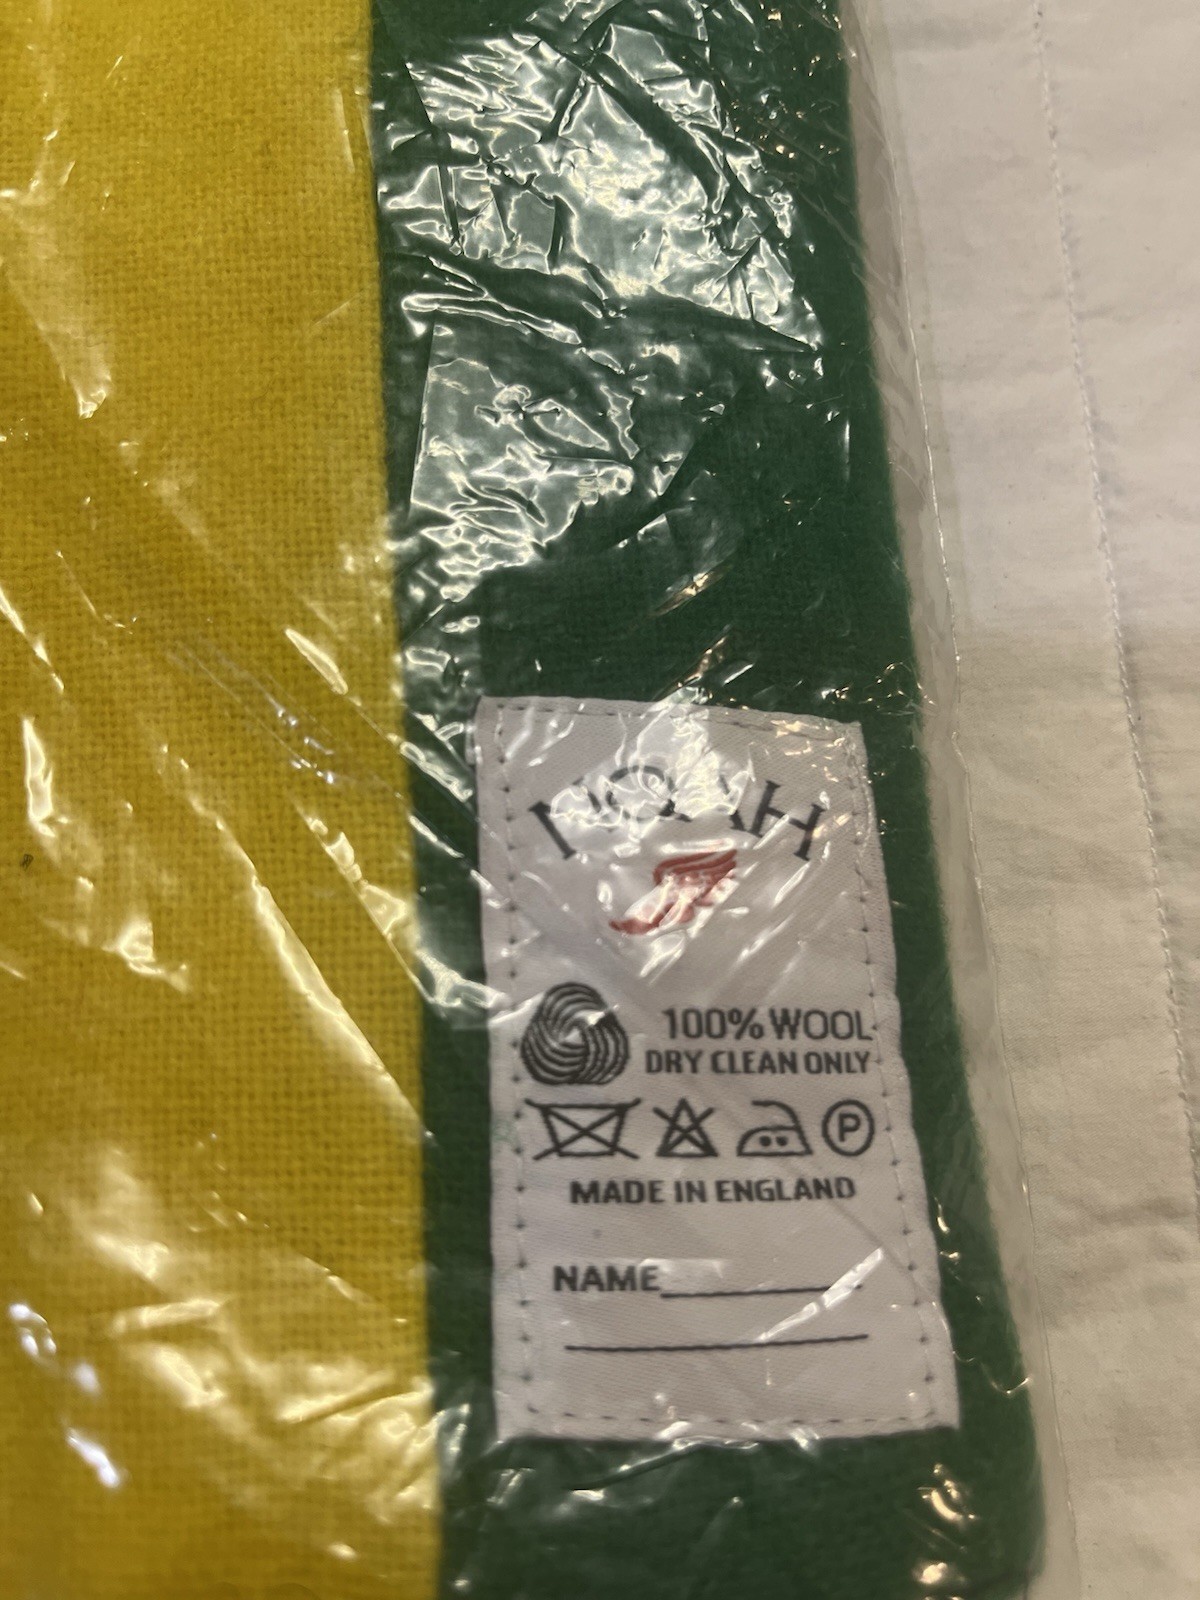 NOAH
100% WOOL
DRY CLEAN ONLY
P
MADE IN ENGLAND
NAME